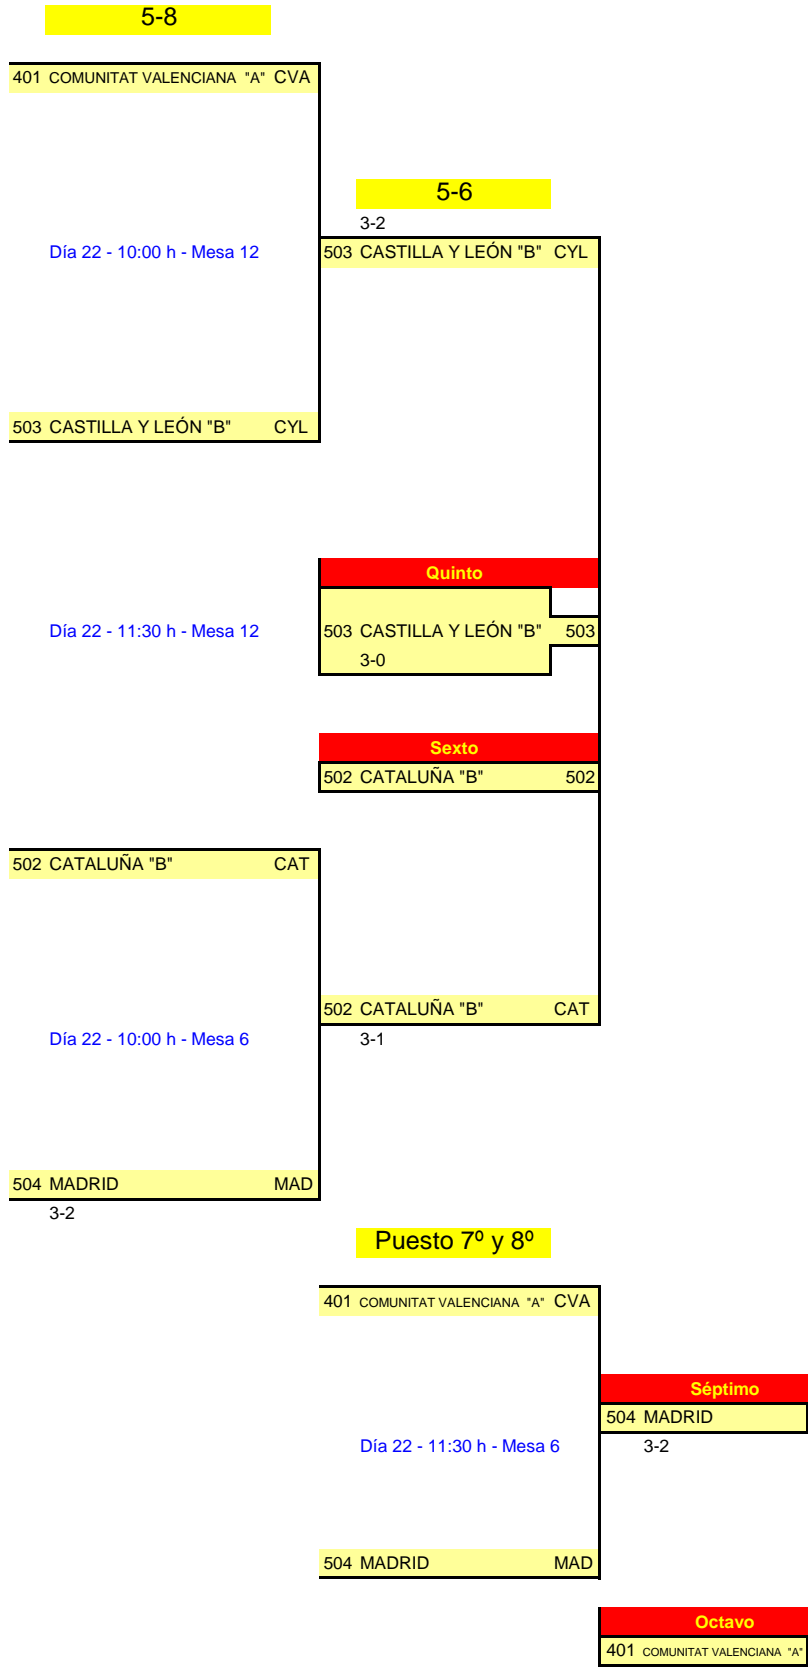 5-8
401 COMUNITAT VALENCIANA "A" CVA
5-6
3-2
Día 22 - 10:00 h - Mesa 12
503 CASTILLA Y LEÓN "B" CYL
503 CASTILLA Y LEÓN "B" CYL
Quinto
Día 22 - 11:30 h - Mesa 12
503 CASTILLA Y LEÓN "B" 503
3-0
Sexto
502 CATALUÑA "B" 502
502 CATALUÑA "B" CAT
502 CATALUÑA "B" CAT
Día 22 - 10:00 h - Mesa 6
3-1
504 MADRID MAD
3-2
Puesto 7º y 8º
401 COMUNITAT VALENCIANA "A" CVA
Séptimo
504 MADRID
Día 22 - 11:30 h - Mesa 6
3-2
504 MADRID MAD
Octavo
401 COMUNITAT VALENCIANA "A"